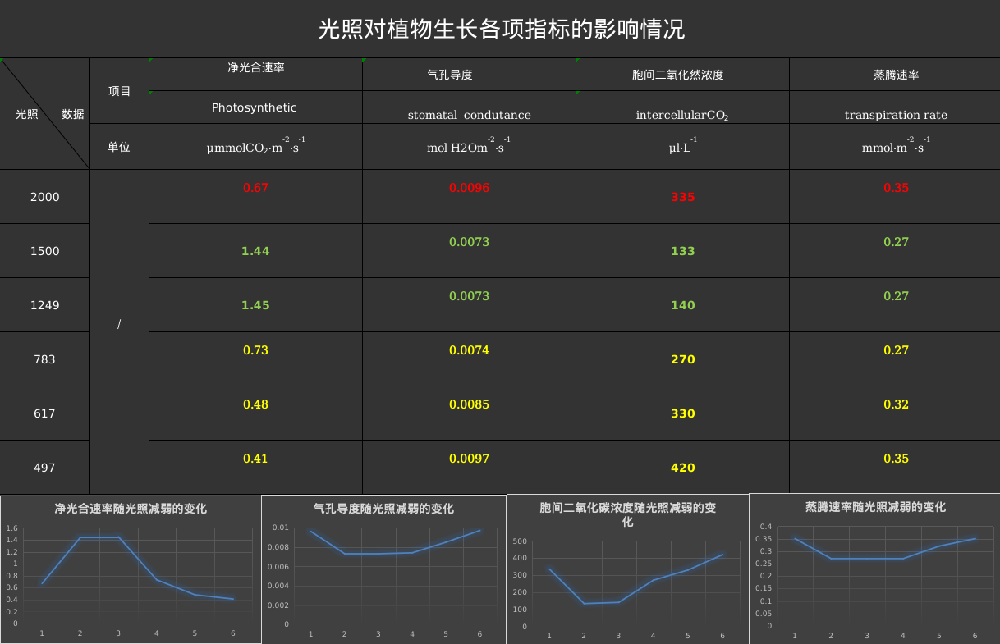 光照对植物生长各项指标的影响情况
光照 数据
项目
净光合速率
气孔导度
胞间二氧化然浓度
蒸腾速率
Photosynthetic
stomatal condutance
intercellularCO₂
transpiration rate
单位
μmmolCO₂·m⁻²·s⁻¹
mol H2Om⁻²·s⁻¹
μl·L⁻¹
mmol·m⁻²·s⁻¹
/
2000 0.67 0.0096 335 0.35
1500 1.44 0.0073 133 0.27
1249 1.45 0.0073 140 0.27
783 0.73 0.0074 270 0.27
617 0.48 0.0085 330 0.32
497 0.41 0.0097 420 0.35
净光合速率随光照减弱的变化
1.6
1.4
1.2
1
0.8
0.6
0.4
0.2
0
1 2 3 4 5 6
气孔导度随光照减弱的变化
0.01
0.008
0.006
0.004
0.002
0
1 2 3 4 5 6
胞间二氧化碳浓度随光照减弱的变
化
500
400
300
200
100
0
1 2 3 4 5 6
蒸腾速率随光照减弱的变化
0.4
0.35
0.3
0.25
0.2
0.15
0.1
0.05
0
1 2 3 4 5 6